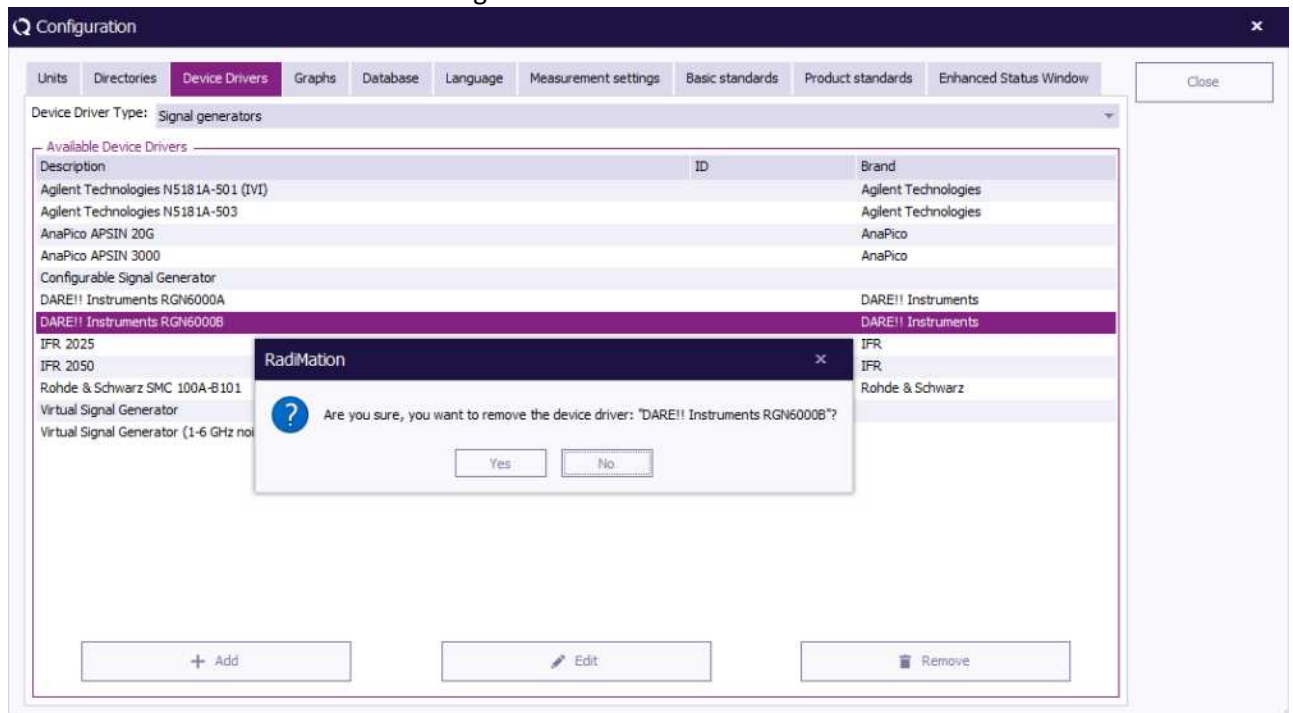 Configuration
Units Directories Device Drivers Graphs Database Language Measurement settings Basic standards Product standards Enhanced Status Window Close
Device Driver Type: Signal generators
Available Device Drivers
Description ID Brand
Agilent Technologies N5181A-501 (IVI) Agilent Technologies
Agilent Technologies N5181A-503 Agilent Technologies
AnaPico APSIN 20G AnaPico
AnaPico APSIN 3000 AnaPico
Configurable Signal Generator
DARE!! Instruments RGN6000A DARE!! Instruments
DARE!! Instruments RGN6000B DARE!! Instruments
IFR 2025 IFR
IFR 2050 IFR
Rohde & Schwarz SMC 100A-B101 Rohde & Schwarz
Virtual Signal Generator
Virtual Signal Generator (1-6 GHz noi
RadiMation
Are you sure, you want to remove the device driver: "DARE!! Instruments RGN6000B"?
Yes No
+ Add Edit Remove